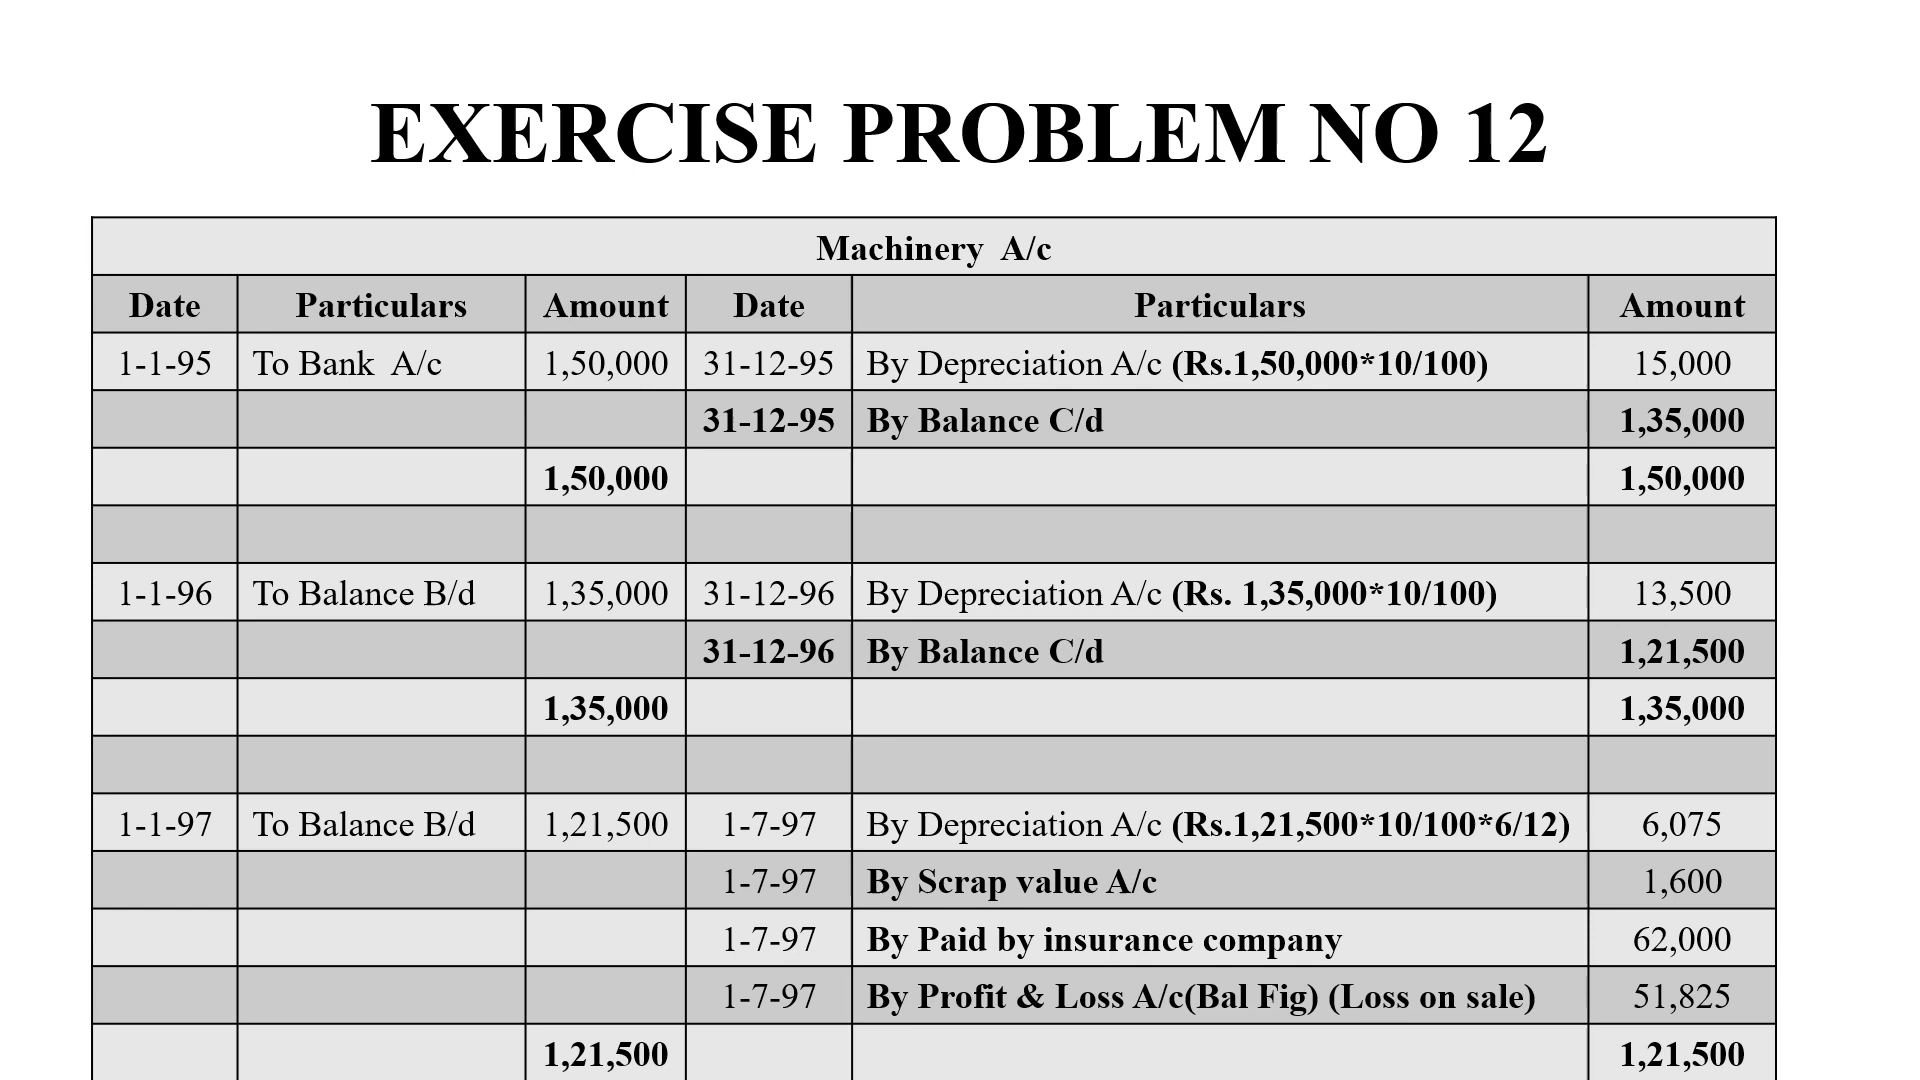 EXERCISE PROBLEM NO 12
Machinery A/c
Date Particulars Amount Date Particulars Amount
1-1-95 To Bank A/c 1,50,000 31-12-95 By Depreciation A/c (Rs.1,50,000*10/100) 15,000
31-12-95 By Balance C/d 1,35,000
1,50,000 1,50,000
1-1-96 To Balance B/d 1,35,000 31-12-96 By Depreciation A/c (Rs. 1,35,000*10/100) 13,500
31-12-96 By Balance C/d 1,21,500
1,35,000 1,35,000
1-1-97 To Balance B/d 1,21,500 1-7-97 By Depreciation A/c (Rs.1,21,500*10/100*6/12) 6,075
1-7-97 By Scrap value A/c 1,600
1-7-97 By Paid by insurance company 62,000
1-7-97 By Profit & Loss A/c(Bal Fig) (Loss on sale) 51,825
1,21,500 1,21,500